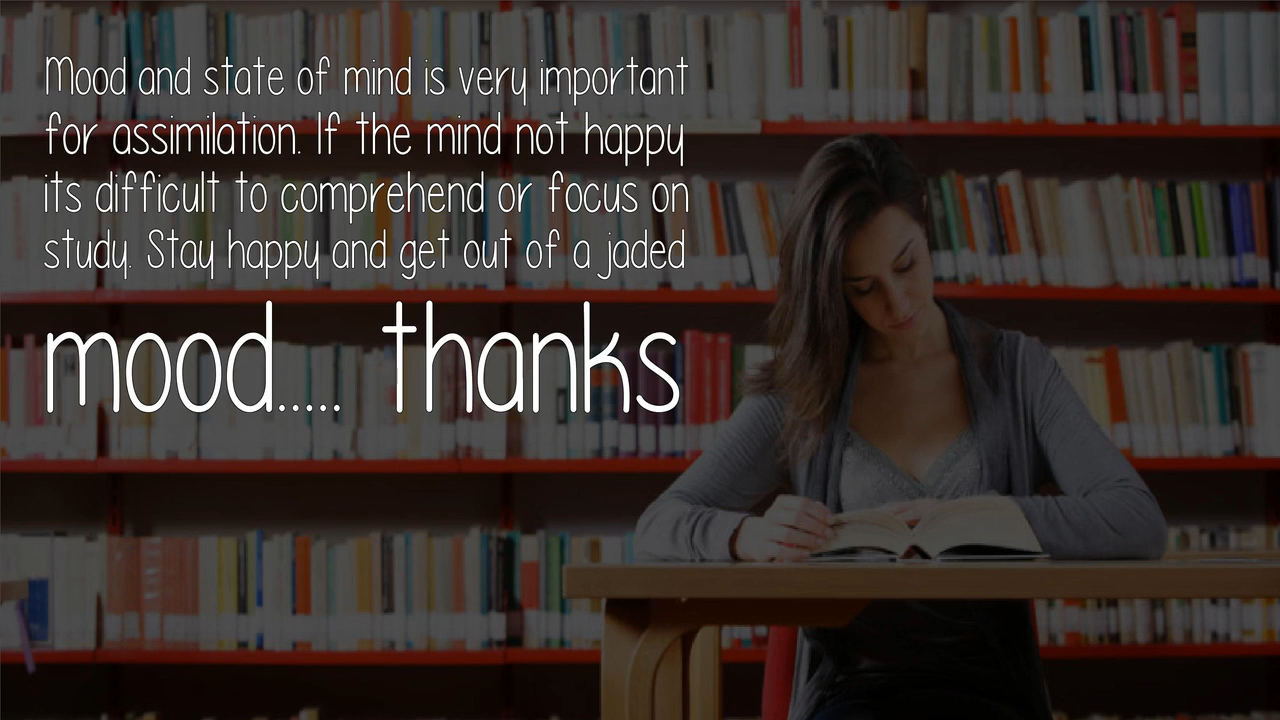 Mood and state of mind is very important
for assimilation. If the mind not happy
its difficult to comprehend or focus on
study. Stay happy and get out of a jaded
mood..... thanks